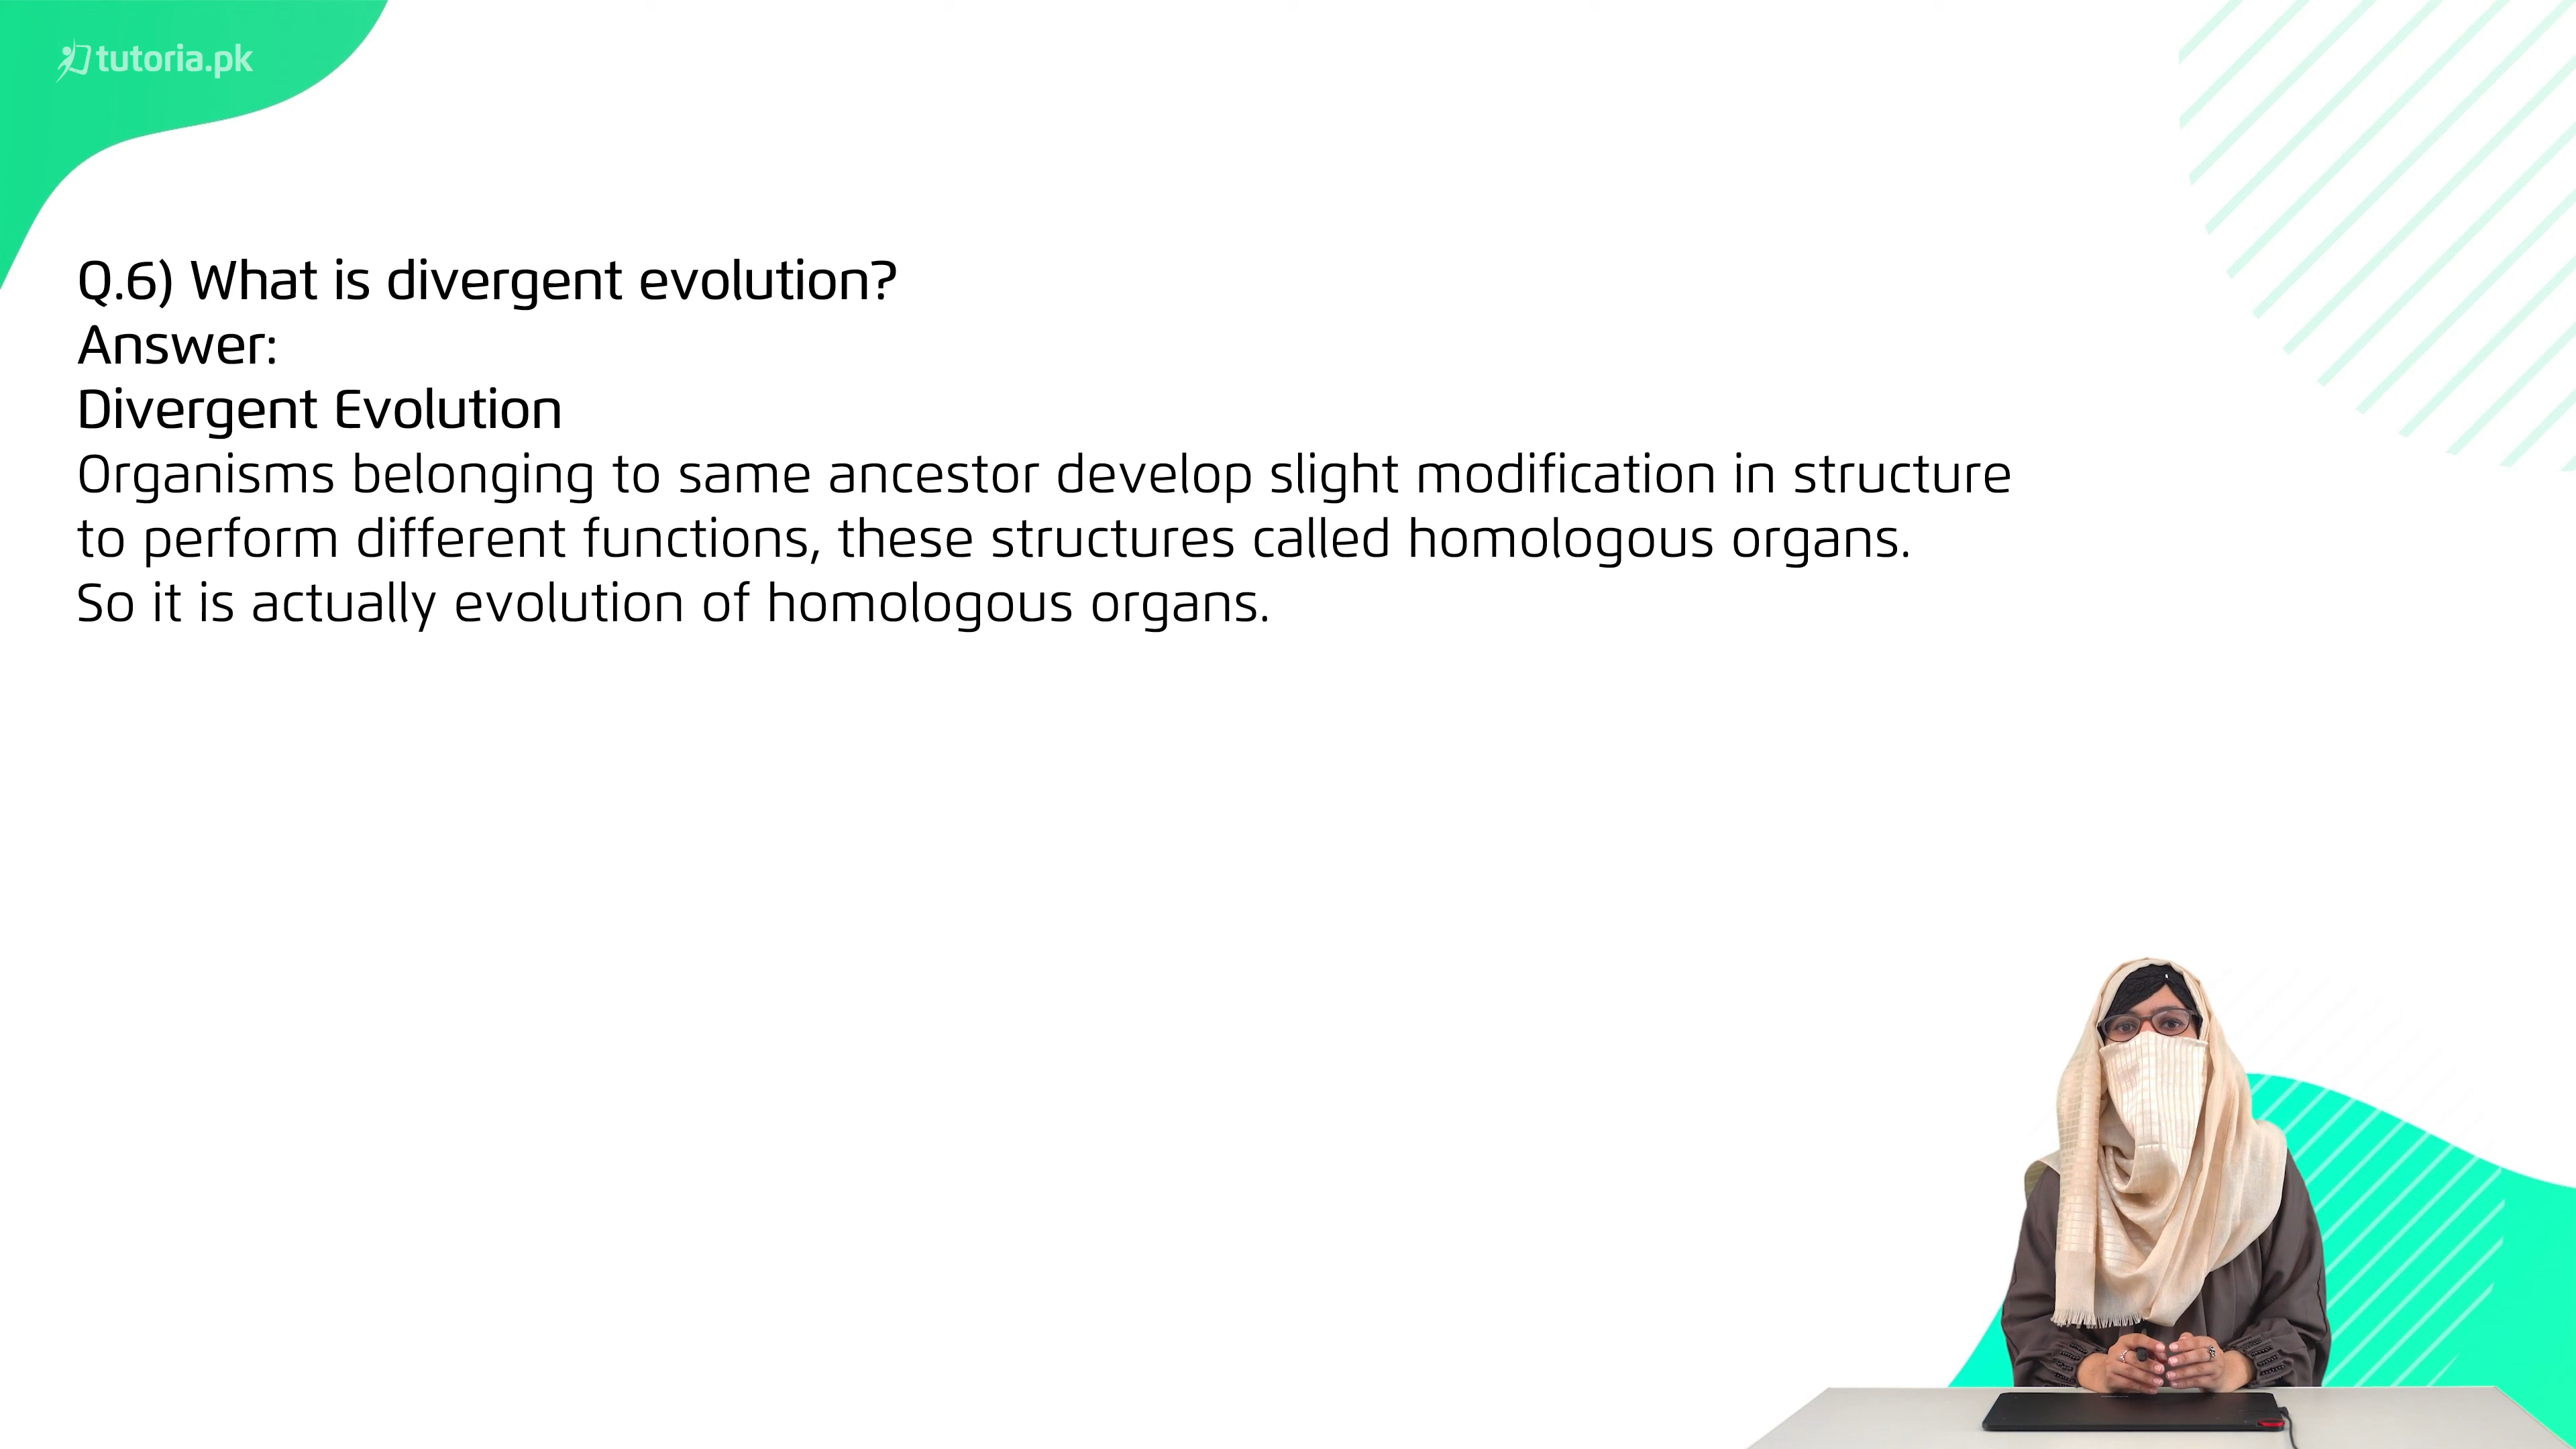 tutoria.pk
Q.6) What is divergent evolution?
Answer:
Divergent Evolution
Organisms belonging to same ancestor develop slight modification in structure
to perform different functions, these structures called homologous organs.
So it is actually evolution of homologous organs.